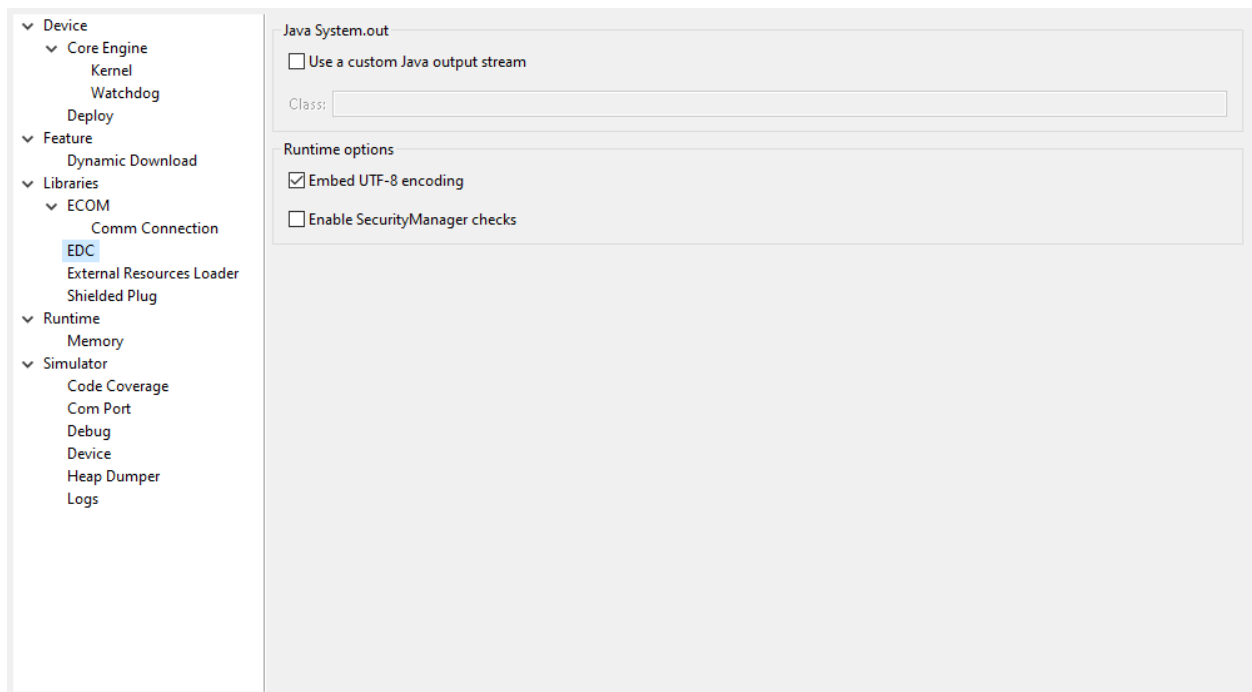 Device
Core Engine
Kernel
Watchdog
Deploy
Feature
Dynamic Download
Libraries
ECOM
Comm Connection
EDC
External Resources Loader
Shielded Plug
Runtime
Memory
Simulator
Code Coverage
Com Port
Debug
Device
Heap Dumper
Logs
Java System.out
Use a custom Java output stream
Class:
Runtime options
Embed UTF-8 encoding
Enable SecurityManager checks